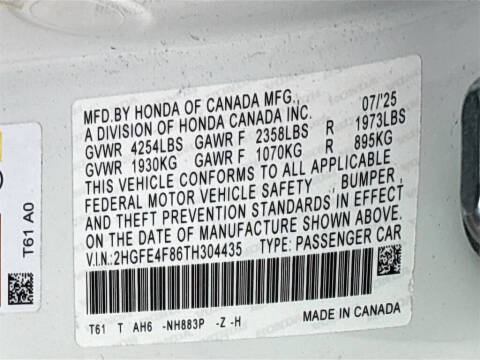 MFD.BY HONDA OF CANADA MFG. 07/'25
A DIVISION OF HONDA CANADA INC.
GVWR 4254LBS GAWR F 2358LBS R 1973LBS
GVWR 1930KG GAWR F 1070KG R 895KG
THIS VEHICLE CONFORMS TO ALL APPLICABLE
FEDERAL MOTOR VEHICLE SAFETY , BUMPER ,
AND THEFT PREVENTION STANDARDS IN EFFECT
ON THE DATE OF MANUFACTURE SHOWN ABOVE.
V.I.N:2HGFE4F86TH304435 TYPE: PASSENGER CAR
T61 T AH6 -NH883P -Z -H MADE IN CANADA
T61 A0